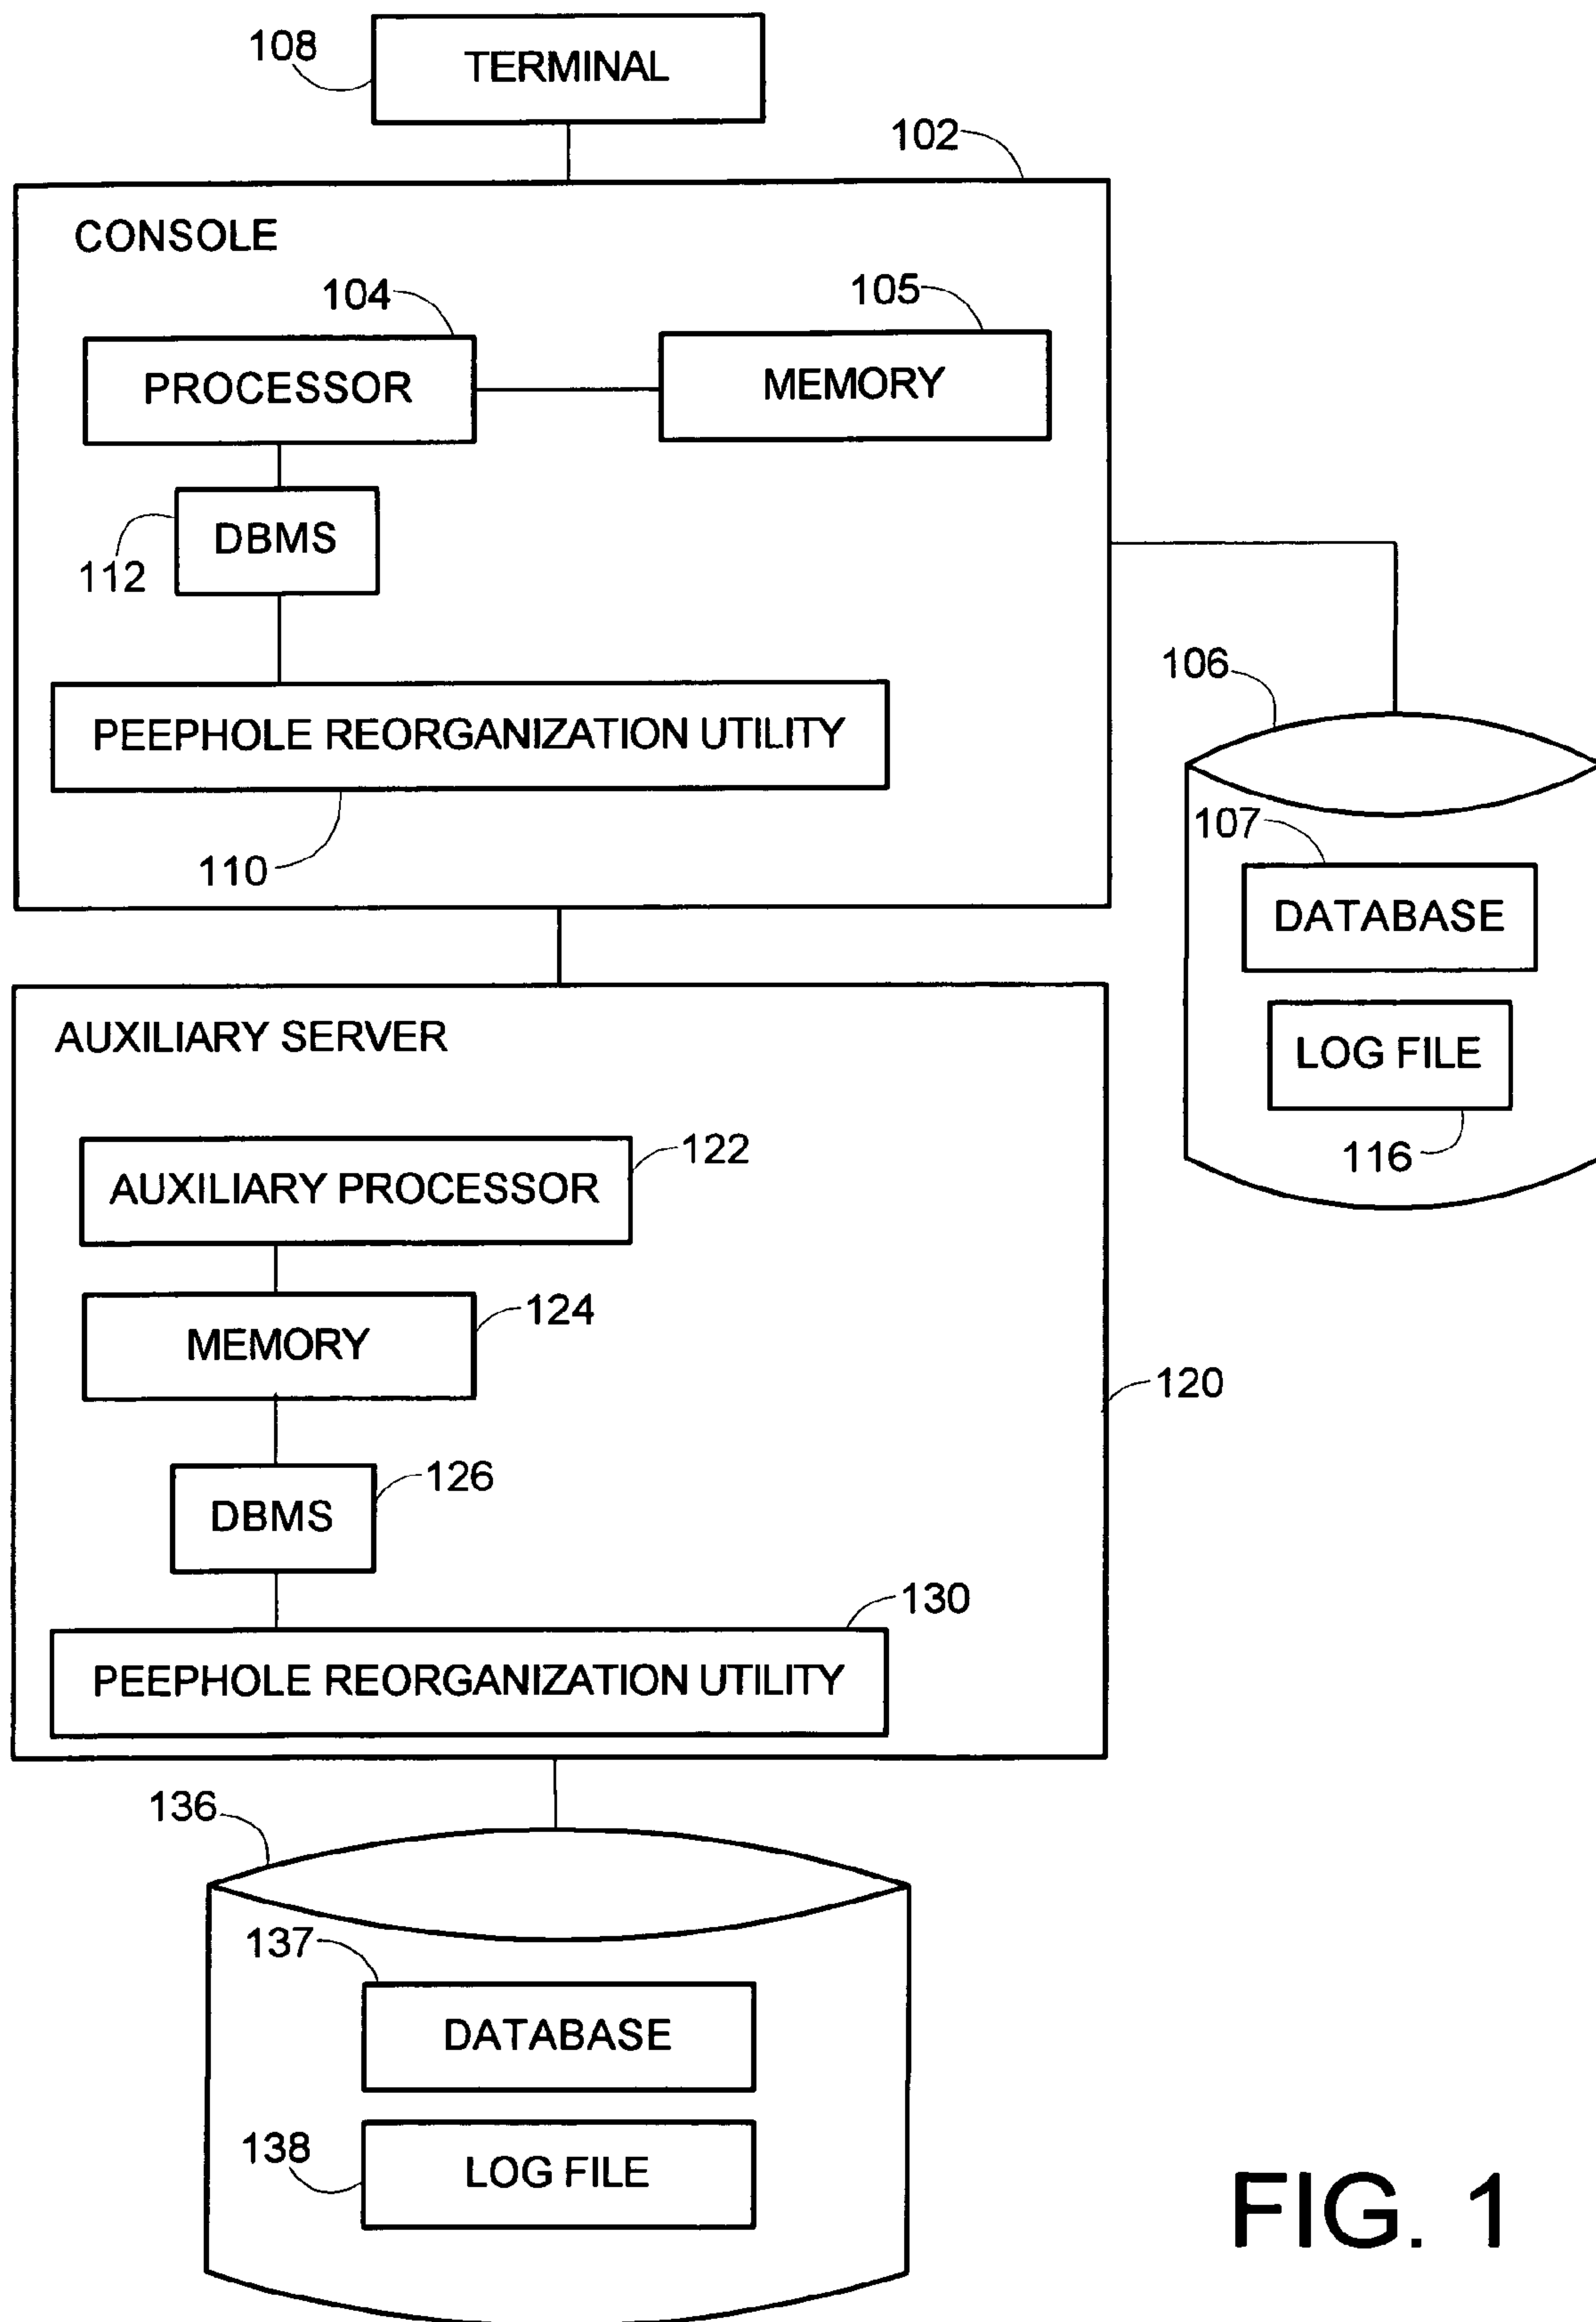 108
TERMINAL
102
CONSOLE
104
105
PROCESSOR
MEMORY
DBMS
112
106
PEEPHOLE REORGANIZATION UTILITY
107
110
DATABASE
AUXILIARY SERVER
LOG FILE
116
122
AUXILIARY PROCESSOR
124
MEMORY
120
126
DBMS
130
PEEPHOLE REORGANIZATION UTILITY
136
137
DATABASE
138
LOG FILE
FIG. 1